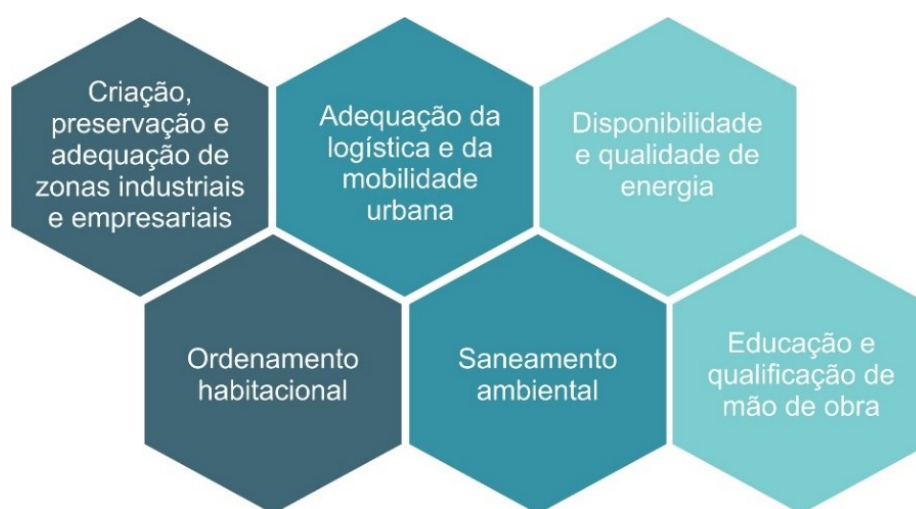 Criação,
preservação e
adequação de
zonas industriais
e empresariais
Adequação da
logística e da
mobilidade
urbana
Disponibilidade
e qualidade de
energia
Ordenamento
habitacional
Saneamento
ambiental
Educação e
qualificação de
mão de obra